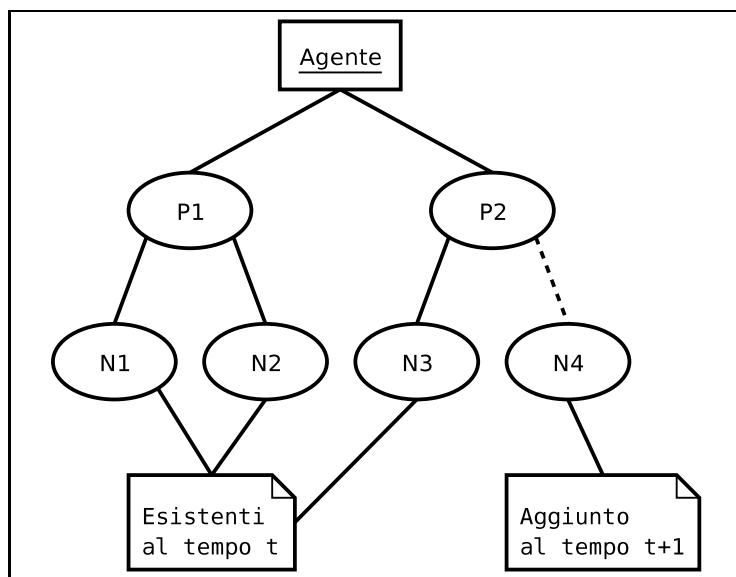 Agente
P1
P2
N1
N2
N3
N4
Esistenti
al tempo t
Aggiunto
al tempo t+1